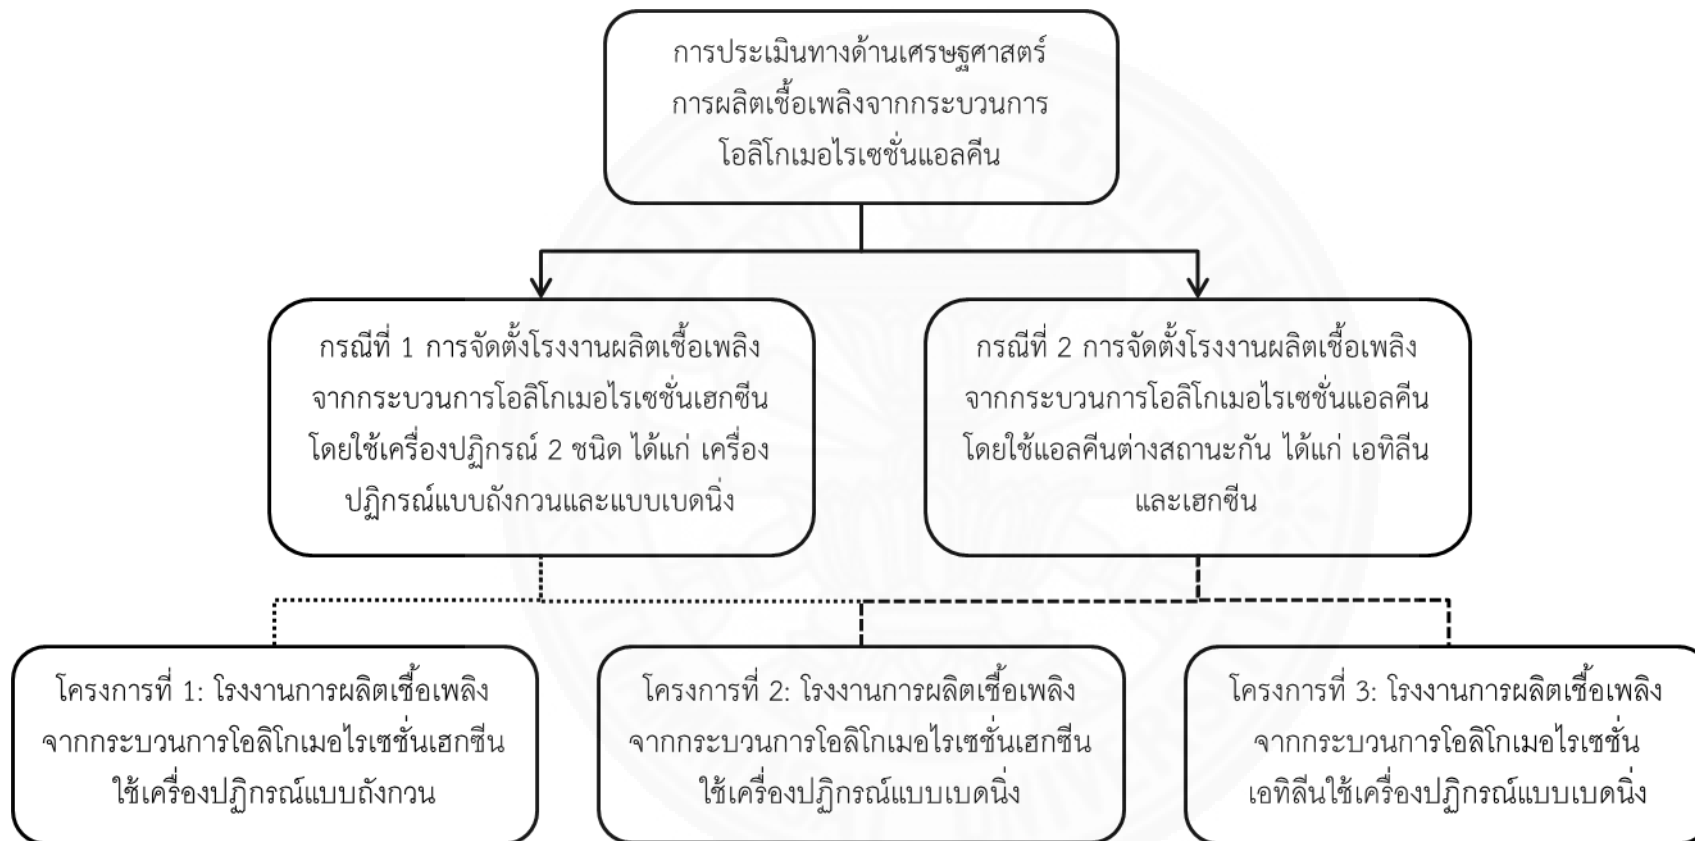 การประเมินทางด้านเศรษฐศาสตร์
การผลิตเชื้อเพลิงจากกระบวนการ
โอลิโกเมอไรเซชั่นแอลคีน
กรณีที่ 1 การจัดตั้งโรงงานผลิตเชื้อเพลิง
จากกระบวนการโอลิโกเมอไรเซชั่นเฮกซีน
โดยใช้เครื่องปฏิกรณ์ 2 ชนิด ได้แก่ เครื่อง
ปฏิกรณ์แบบถังกวนและแบบเบดนิ่ง
กรณีที่ 2 การจัดตั้งโรงงานผลิตเชื้อเพลิง
จากกระบวนการโอลิโกเมอไรเซชั่นแอลคีน
โดยใช้แอลคีนต่างสถานะกัน ได้แก่ เอทิลีน
และเฮกซีน
โครงการที่ 1: โรงงานการผลิตเชื้อเพลิง
จากกระบวนการโอลิโกเมอไรเซชั่นเฮกซีน
ใช้เครื่องปฏิกรณ์แบบถังกวน
โครงการที่ 2: โรงงานการผลิตเชื้อเพลิง
จากกระบวนการโอลิโกเมอไรเซชั่นเฮกซีน
ใช้เครื่องปฏิกรณ์แบบเบดนิ่ง
โครงการที่ 3: โรงงานการผลิตเชื้อเพลิง
จากกระบวนการโอลิโกเมอไรเซชั่น
เอทิลีนใช้เครื่องปฏิกรณ์แบบเบดนิ่ง